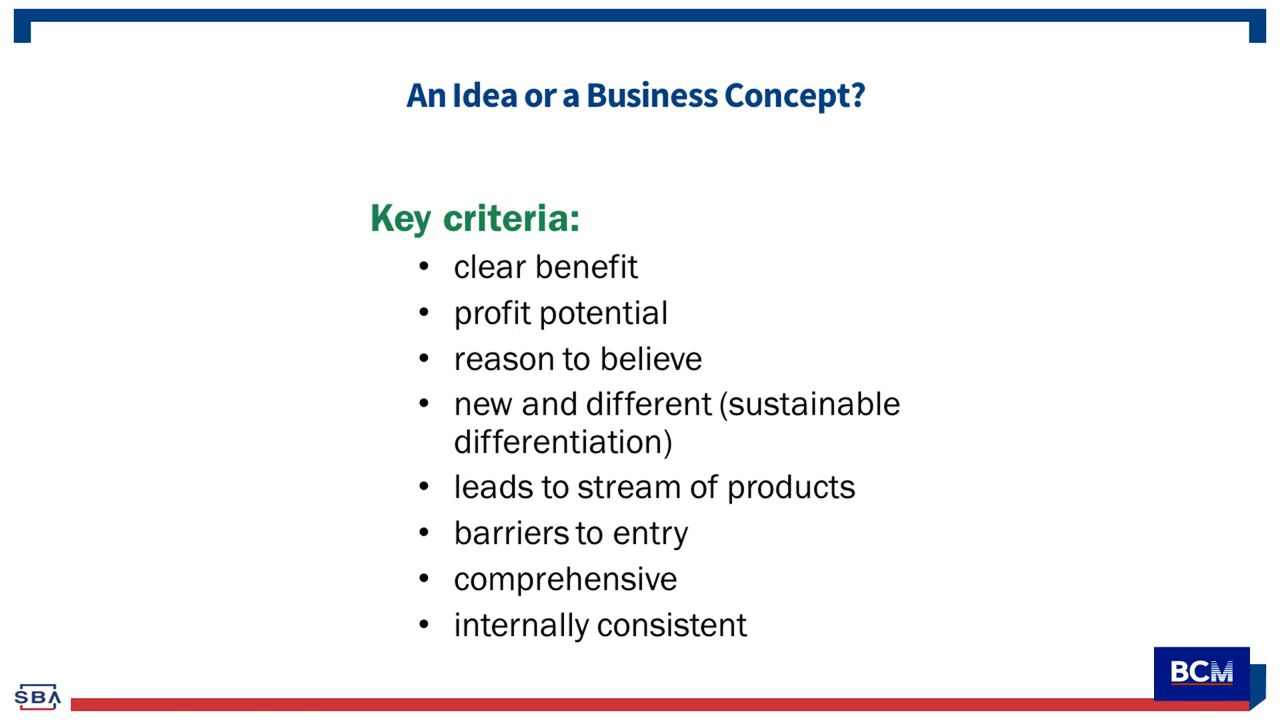 An Idea or a Business Concept?
Key criteria:
• clear benefit
• profit potential
• reason to believe
• new and different (sustainable
differentiation)
• leads to stream of products
• barriers to entry
• comprehensive
• internally consistent
SBA
BCM